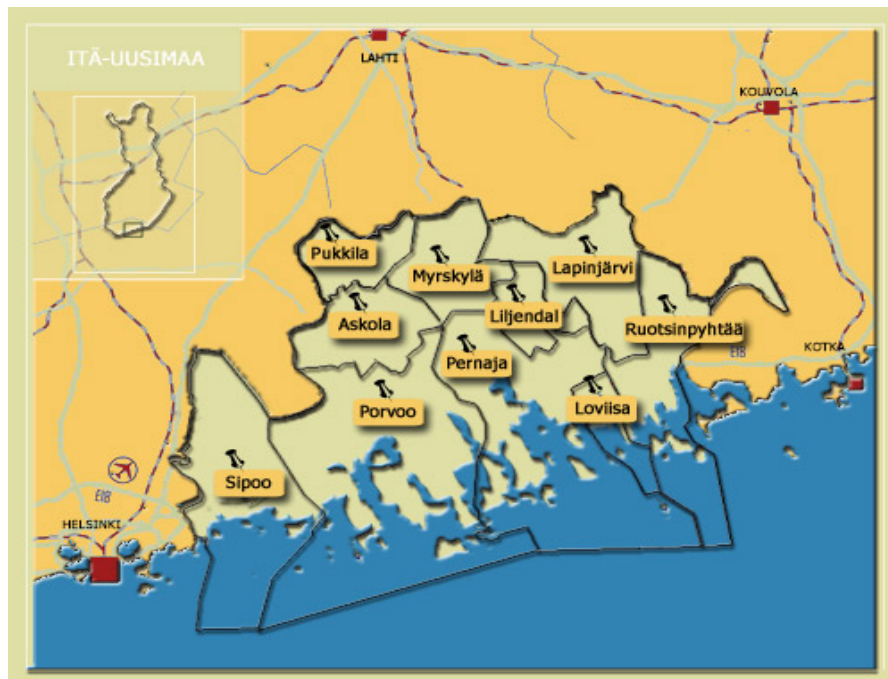 ITÄ-UUSIMAA
LAHTI
KOUVOLA
Pukkila
Myrskylä
Lapinjärvi
Liljendal
Askola
Ruotsinpyhtää
Pernaja
KOTKA
E18
Porvoo
Loviisa
Sipoo
E18
HELSINKI